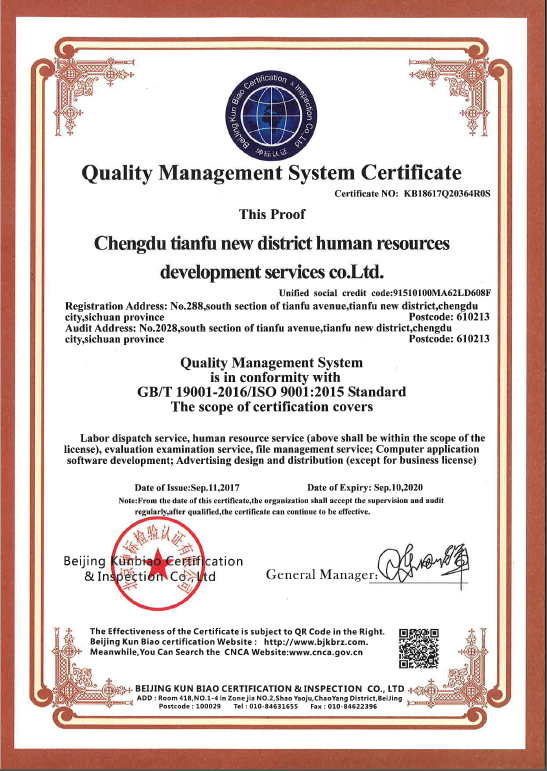 Beijing Kun Biao Certification & Inspection Co.,Ltd
坤标认证
Quality Management System Certificate
Certificate NO: KB18617Q20364R0S
This Proof
Chengdu tianfu new district human resources
development services co.Ltd.
Unified social credit code:91510100MA62LD608F
Registration Address: No.288,south section of tianfu avenue,tianfu new district,chengdu
city,sichuan province Postcode: 610213
Audit Address: No.2028,south section of tianfu avenue,tianfu new district,chengdu
city,sichuan province Postcode: 610213
Quality Management System
is in conformity with
GB/T 19001-2016/ISO 9001:2015 Standard
The scope of certification covers
Labor dispatch service, human resource service (above shall be within the scope of the
license), evaluation examination service, file management service; Computer application
software development; Advertising design and distribution (except for business license)
Date of Issue:Sep.11,2017 Date of Expiry: Sep.10,2020
Note:From the date of this certificate,the organization shall accept the supervision and audit
regularly,after qualified,the certificate can continue to be effective.
北京坤标检验认证有限公司
Beijing Kunbiao Certification
& Inspection Co., Ltd
General Manager:
The Effectiveness of the Certificate is subject to QR Code in the Right.
Beijing Kun Biao certification Website : http://www.bjkbrz.com.
Meanwhile,You Can Search the CNCA Website:www.cnca.gov.cn
BEIJING KUN BIAO CERTIFICATION & INSPECTION CO., LTD
ADD : Room 418,NO.1-4 in Zone jia NO.2,Shao Yaoju,ChaoYang District,BeiJing
Postcode : 100029 Tel : 010-84631655 Fax : 010-84622396